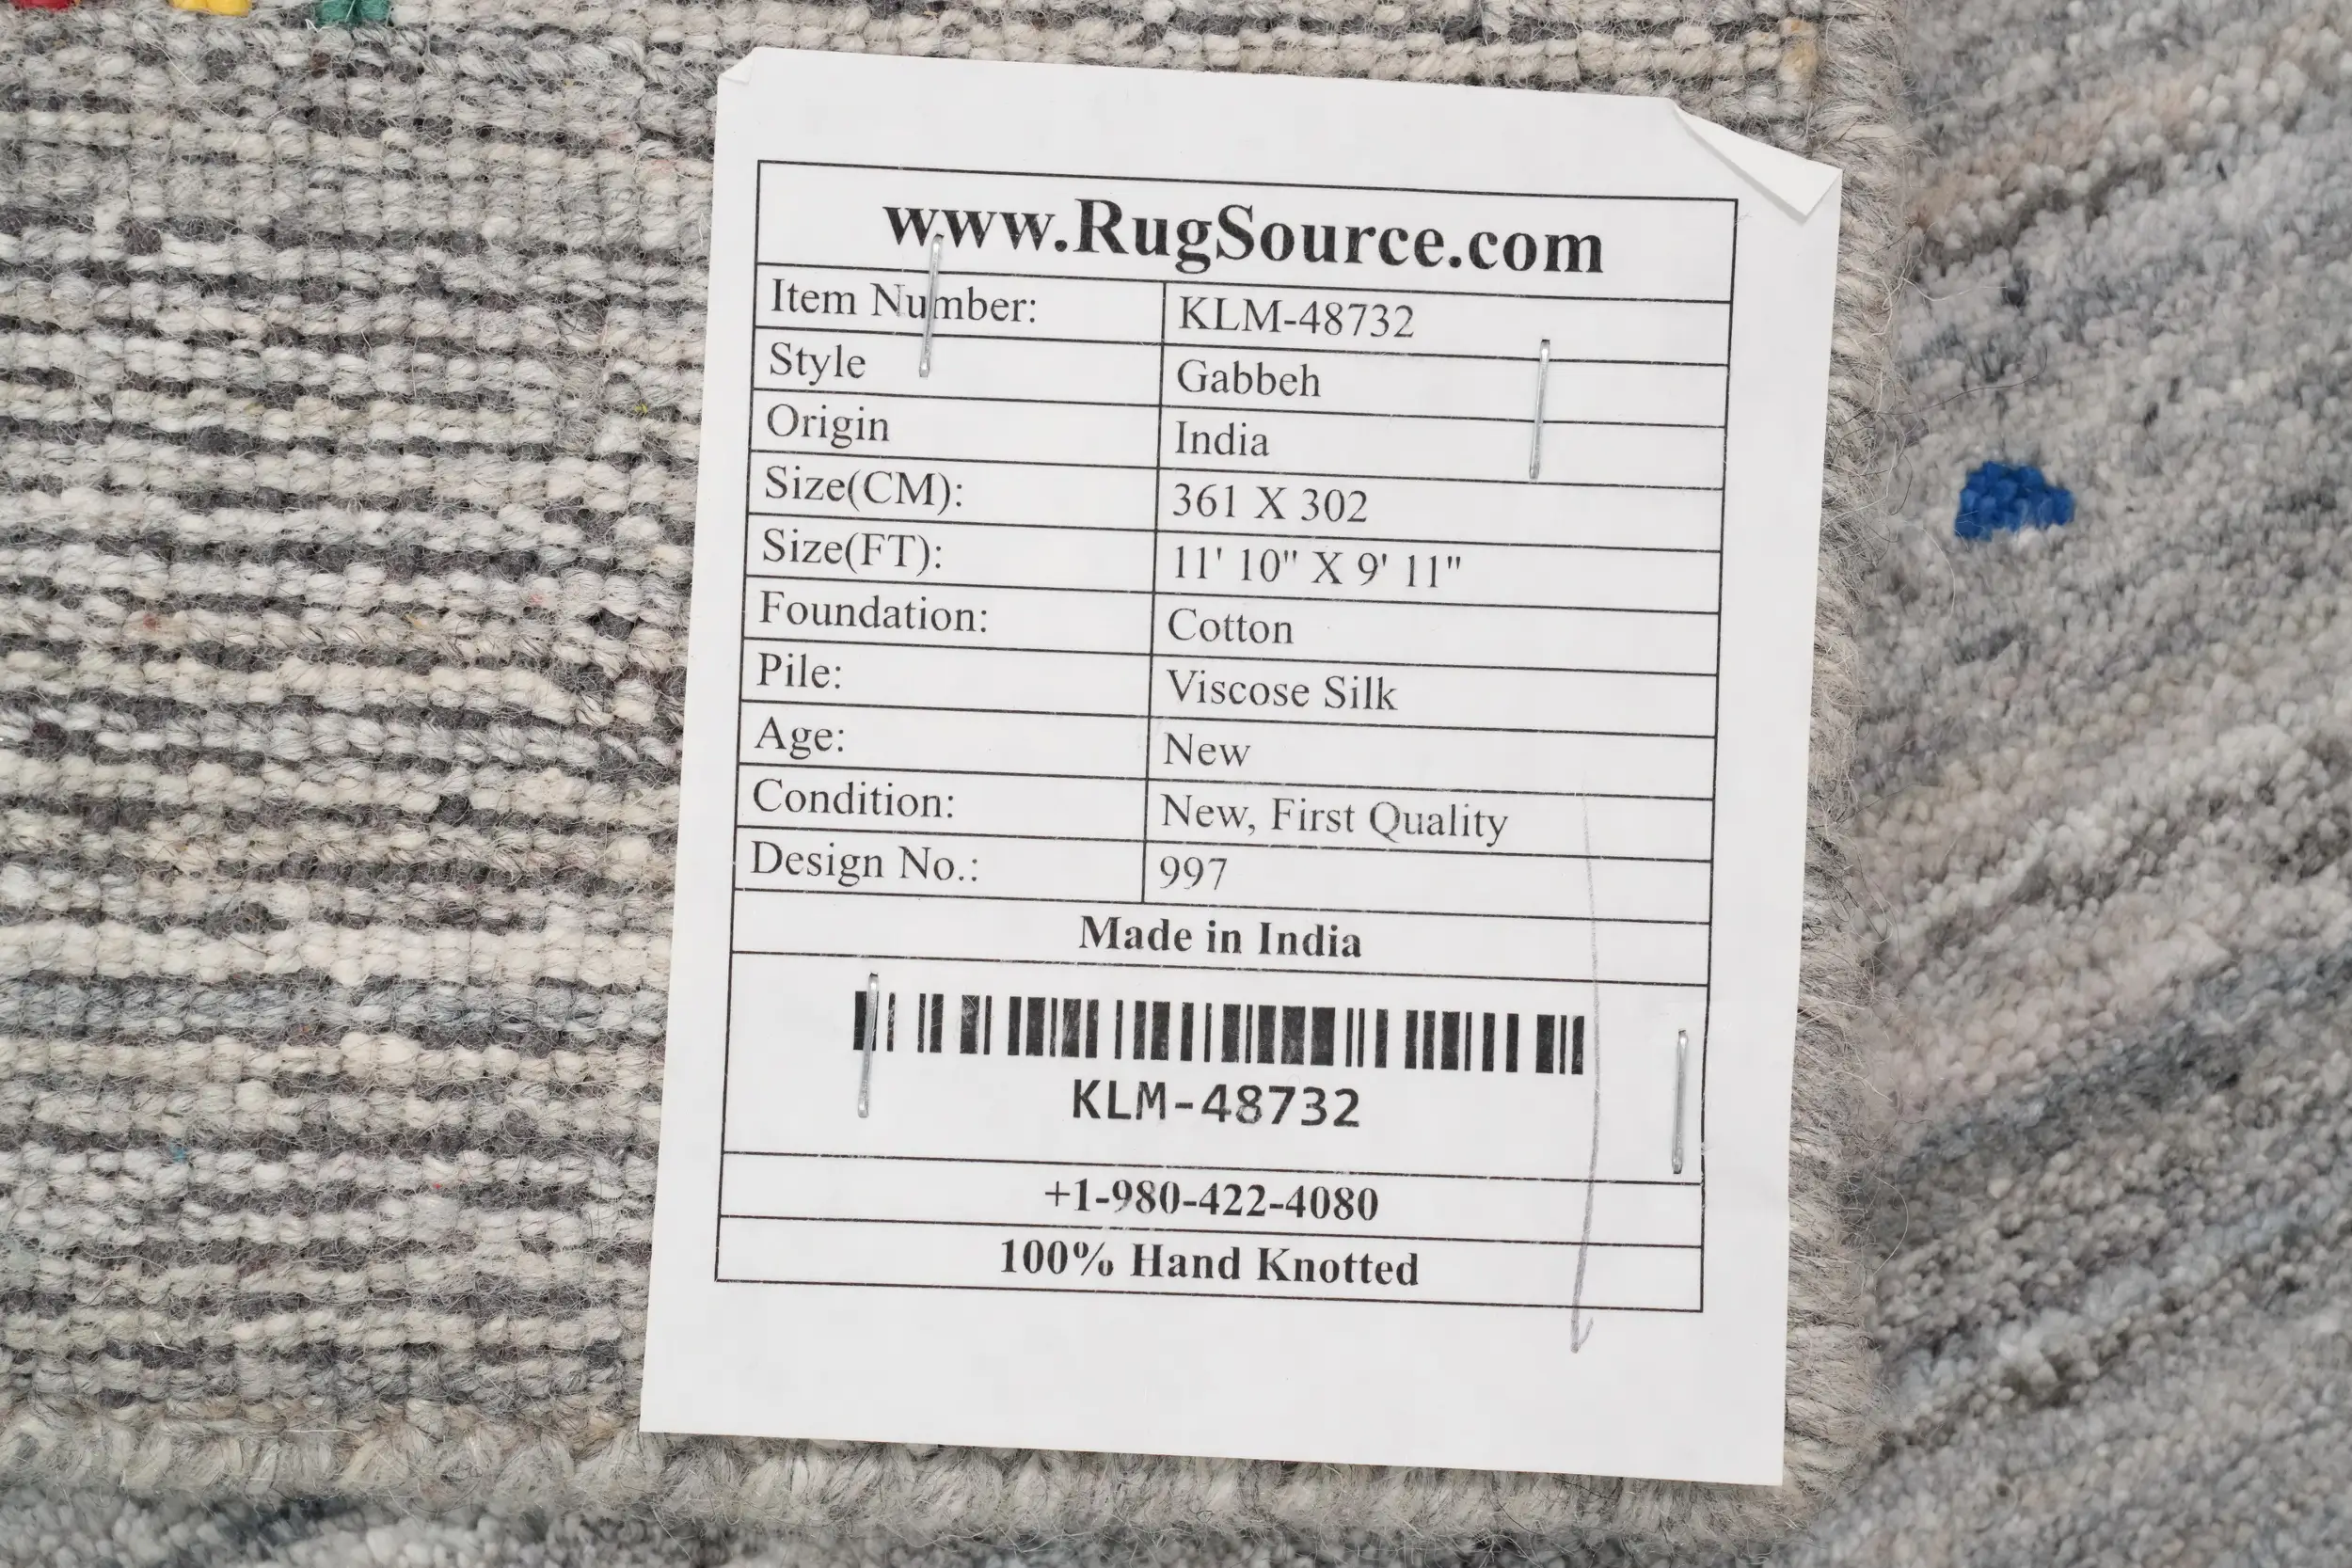 www.RugSource.com
Item Number: KLM-48732
Style Gabbeh
Origin India
Size(CM): 361 X 302
Size(FT): 11' 10" X 9' 11"
Foundation: Cotton
Pile: Viscose Silk
Age: New
Condition: New, First Quality
Design No.: 997
Made in India
KLM-48732
+1-980-422-4080
100% Hand Knotted